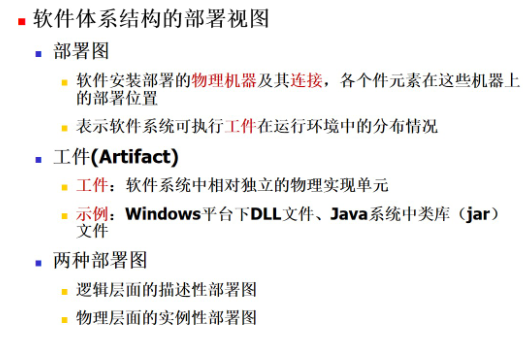 软件体系结构的部署视图
部署图
软件安装部署的物理机器及其连接，各个件元素在这些机器上
的部署位置
表示软件系统可执行工件在运行环境中的分布情况
工件(Artifact)
工件：软件系统中相对独立的物理实现单元
示例：Windows平台下DLL文件、Java系统中类库（jar）
文件
两种部署图
逻辑层面的描述性部署图
物理层面的实例性部署图